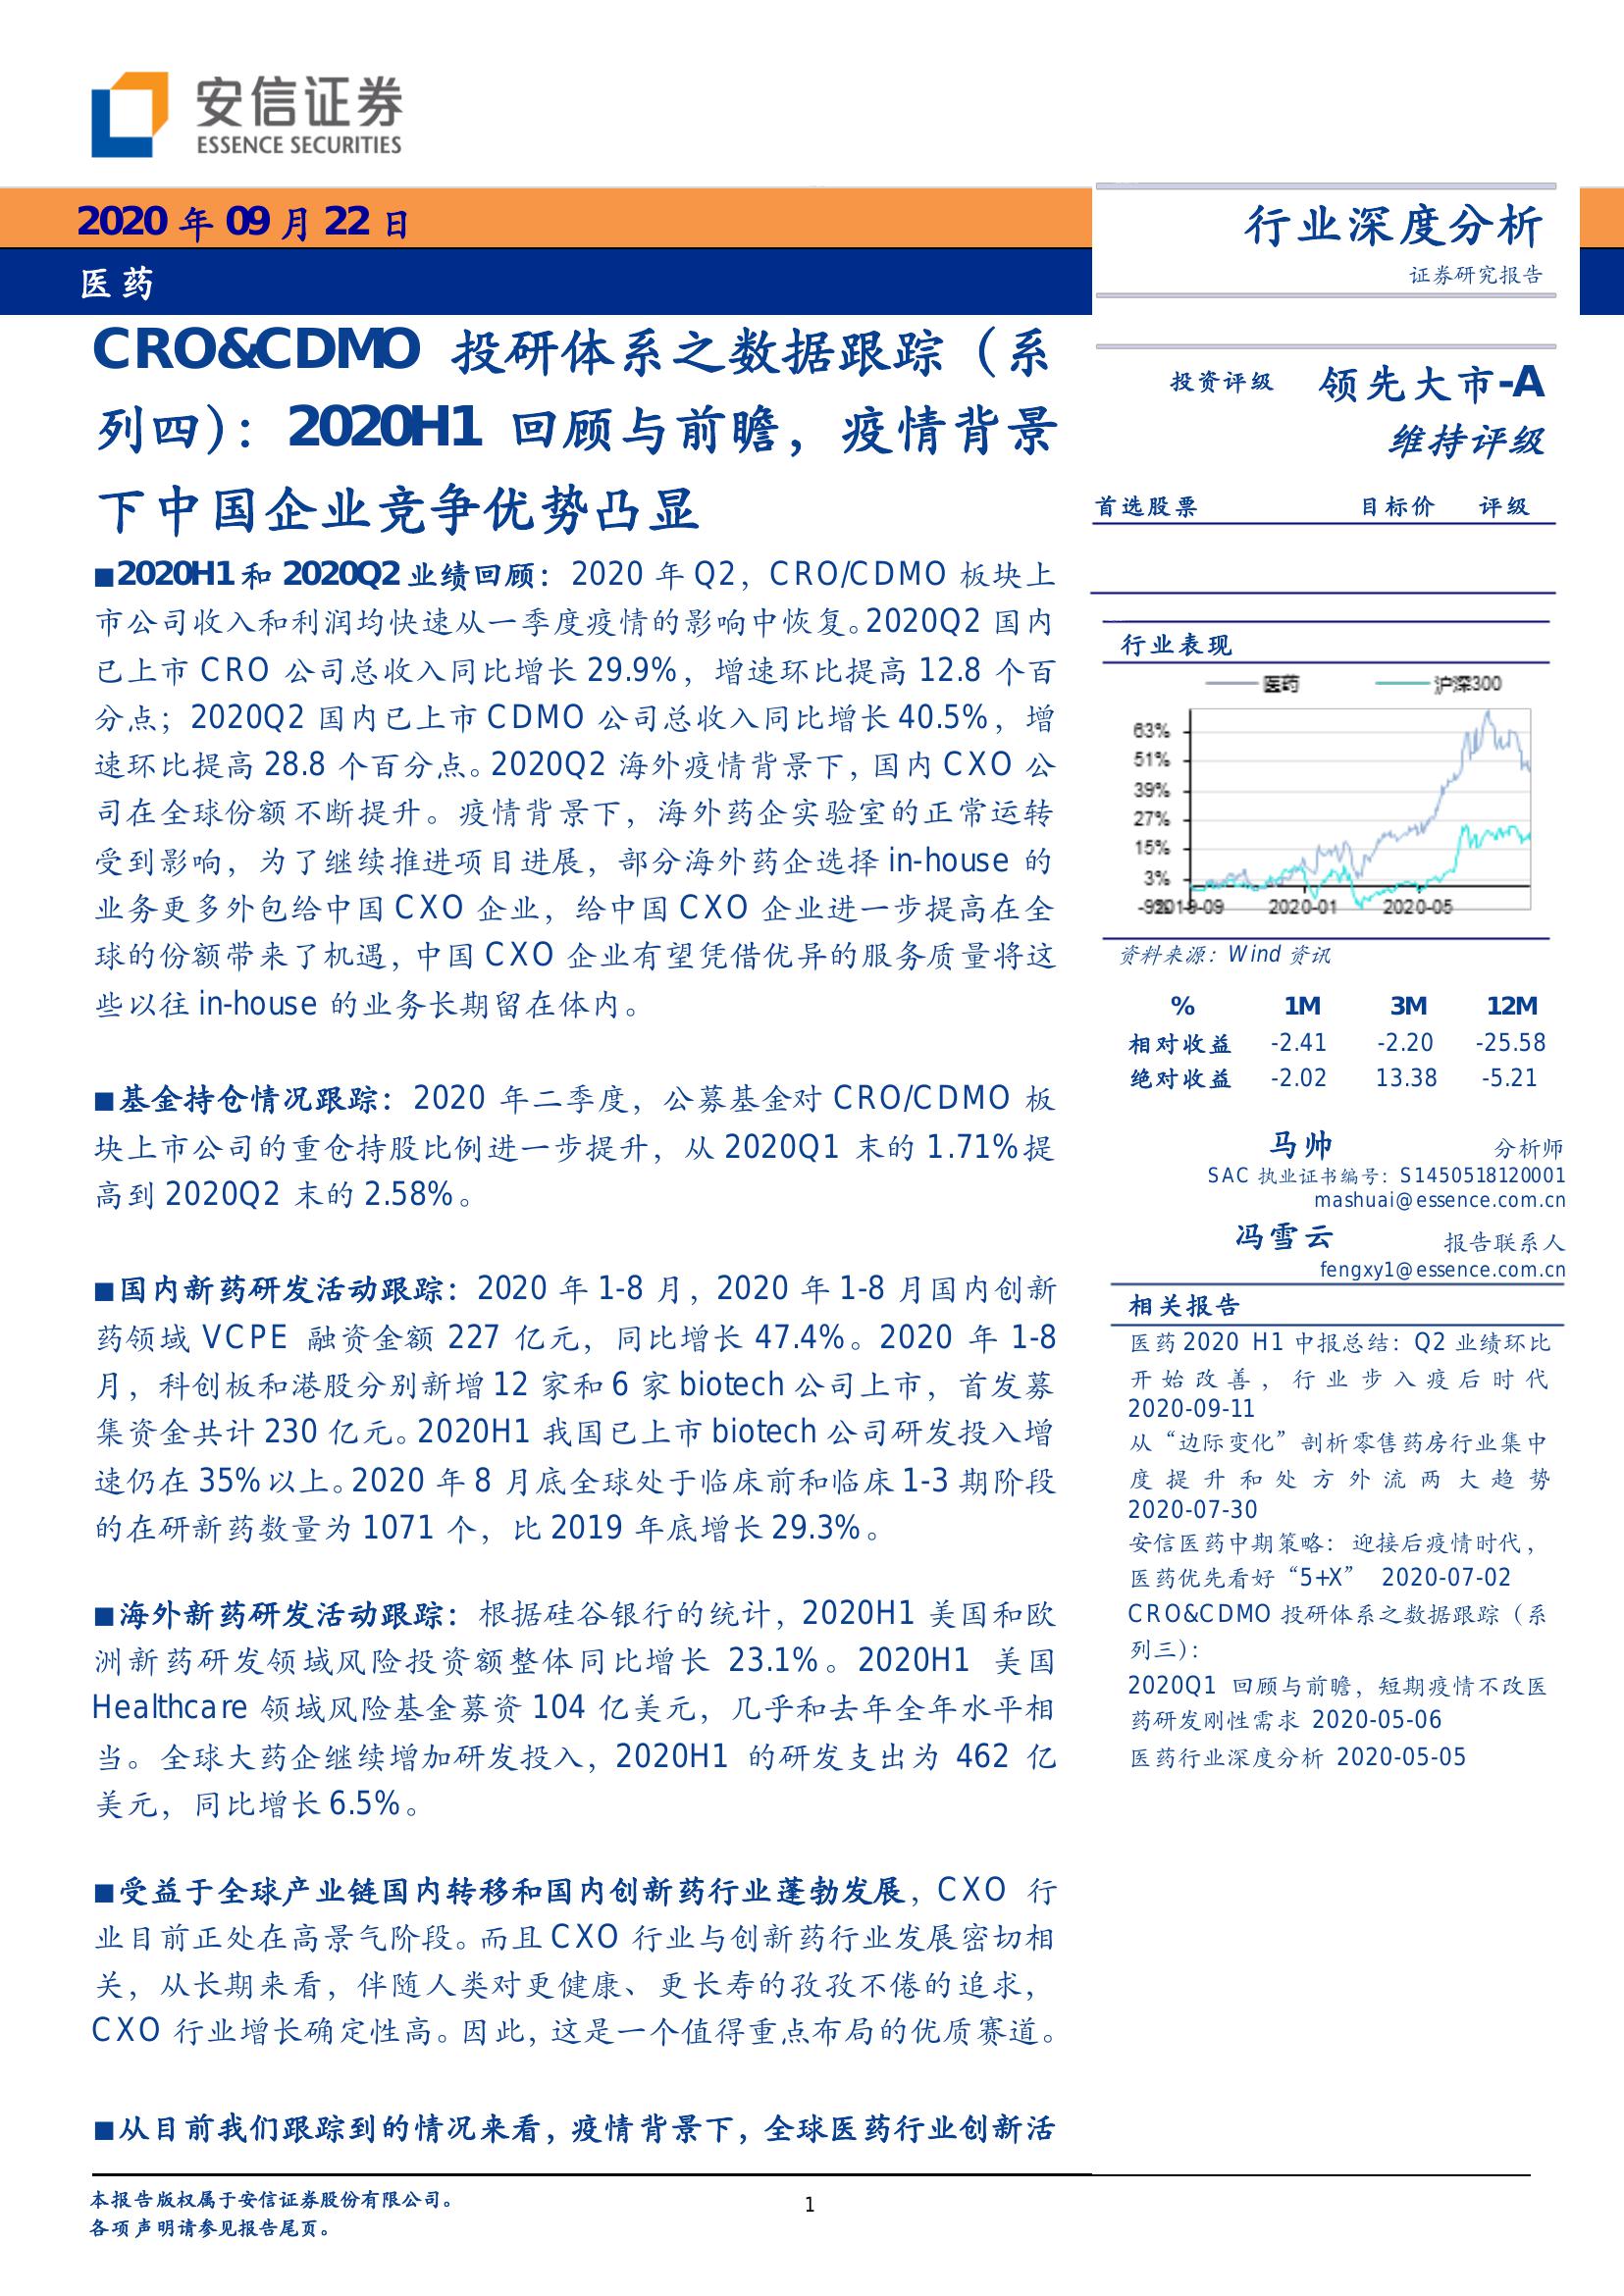 安信证券
ESSENCE SECURITIES
2020 年 09 月 22 日
医药
行业深度分析
证券研究报告
CRO&CDMO 投研体系之数据跟踪（系
列四）：2020H1 回顾与前瞻，疫情背景
下中国企业竞争优势凸显
■2020H1 和 2020Q2 业绩回顾：2020 年 Q2，CRO/CDMO 板块上
市公司收入和利润均快速从一季度疫情的影响中恢复。2020Q2 国内
已上市 CRO 公司总收入同比增长 29.9%，增速环比提高 12.8 个百
分点；2020Q2 国内已上市 CDMO 公司总收入同比增长 40.5%，增
速环比提高 28.8 个百分点。2020Q2 海外疫情背景下，国内 CXO 公
司在全球份额不断提升。疫情背景下，海外药企实验室的正常运转
受到影响，为了继续推进项目进展，部分海外药企选择 in-house 的
业务更多外包给中国 CXO 企业，给中国 CXO 企业进一步提高在全
球的份额带来了机遇，中国 CXO 企业有望凭借优异的服务质量将这
些以往 in-house 的业务长期留在体内。
■基金持仓情况跟踪：2020 年二季度，公募基金对 CRO/CDMO 板
块上市公司的重仓持股比例进一步提升，从 2020Q1 末的 1.71%提
高到 2020Q2 末的 2.58%。
■国内新药研发活动跟踪：2020 年 1-8 月，2020 年 1-8 月国内创新
药领域 VCPE 融资金额 227 亿元，同比增长 47.4%。2020 年 1-8
月，科创板和港股分别新增 12 家和 6 家 biotech 公司上市，首发募
集资金共计 230 亿元。2020H1 我国已上市 biotech 公司研发投入增
速仍在 35%以上。2020 年 8 月底全球处于临床前和临床 1-3 期阶段
的在研新药数量为 1071 个，比 2019 年底增长 29.3%。
■海外新药研发活动跟踪：根据硅谷银行的统计，2020H1 美国和欧
洲新药研发领域风险投资额整体同比增长 23.1%。2020H1 美国
Healthcare 领域风险基金募资 104 亿美元，几乎和去年全年水平相
当。全球大药企继续增加研发投入，2020H1 的研发支出为 462 亿
美元，同比增长 6.5%。
■受益于全球产业链国内转移和国内创新药行业蓬勃发展，CXO 行
业目前正处在高景气阶段。而且 CXO 行业与创新药行业发展密切相
关，从长期来看，伴随人类对更健康、更长寿的孜孜不倦的追求，
CXO 行业增长确定性高。因此，这是一个值得重点布局的优质赛道。
■从目前我们跟踪到的情况来看，疫情背景下，全球医药行业创新活
投资评级 领先大市-A
维持评级
首选股票 目标价 评级
行业表现
医药 沪深300
63%
51%
39%
27%
15%
3%
-9%
2019-09 2020-01 2020-05
资料来源：Wind 资讯
% 1M 3M 12M
相对收益 -2.41 -2.20 -25.58
绝对收益 -2.02 13.38 -5.21
马帅 分析师
SAC 执业证书编号：S1450518120001
mashuai@essence.com.cn
冯雪云 报告联系人
fengxy1@essence.com.cn
相关报告
医药 2020 H1 中报总结：Q2 业绩环比
开始改善，行业步入疫后时代
2020-09-11
从“边际变化”剖析零售药房行业集中
度提升和处方外流两大趋势
2020-07-30
安信医药中期策略：迎接后疫情时代，
医药优先看好“5+X” 2020-07-02
CRO&CDMO 投研体系之数据跟踪（系
列三）：
2020Q1 回顾与前瞻，短期疫情不改医
药研发刚性需求 2020-05-06
医药行业深度分析 2020-05-05
本报告版权属于安信证券股份有限公司。
各项声明请参见报告尾页。
1